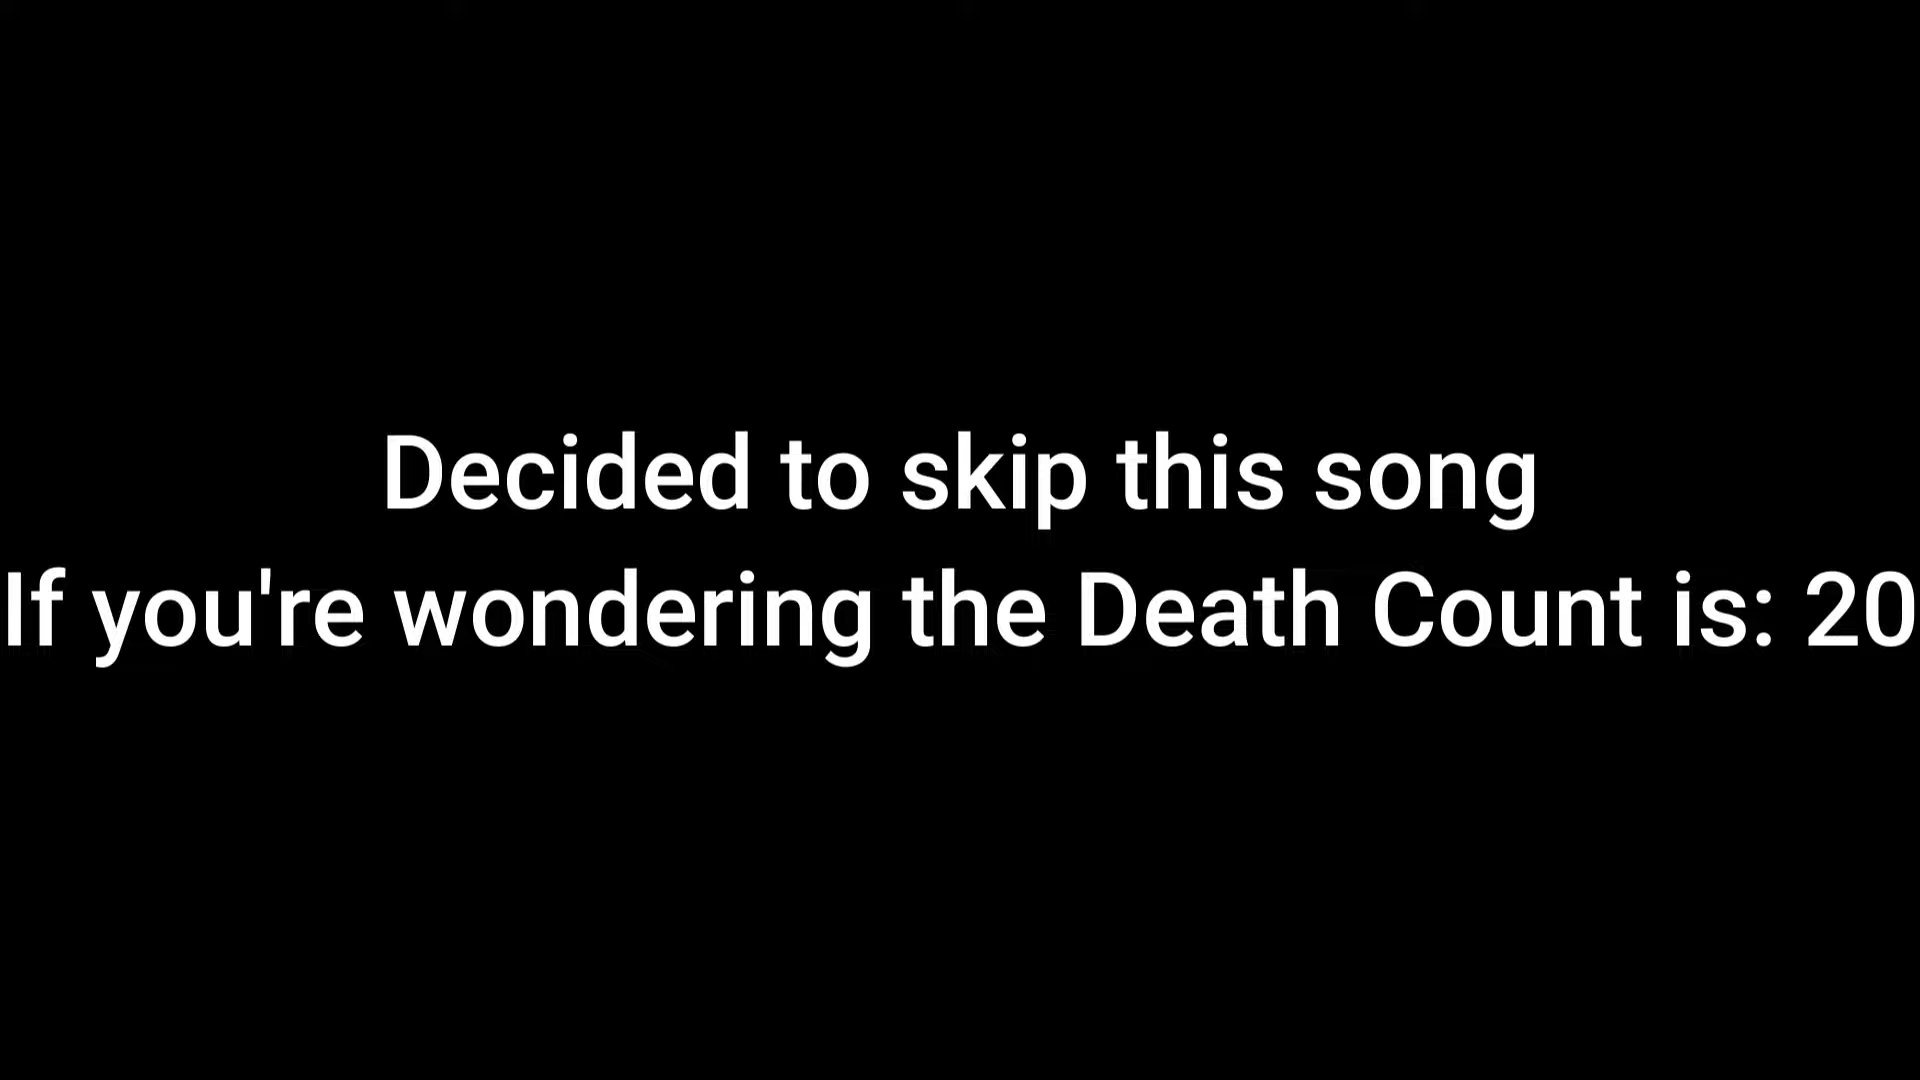 Decided to skip this song
If you're wondering the Death Count is: 20